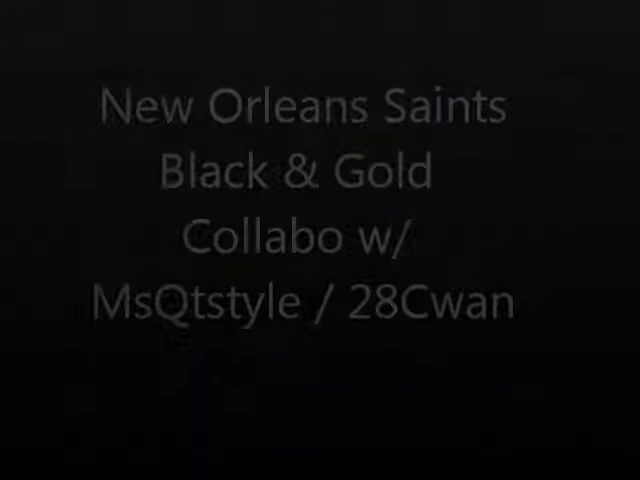 New Orleans Saints
Black & Gold
Collabo w/
MsQtstyle / 28Cwan